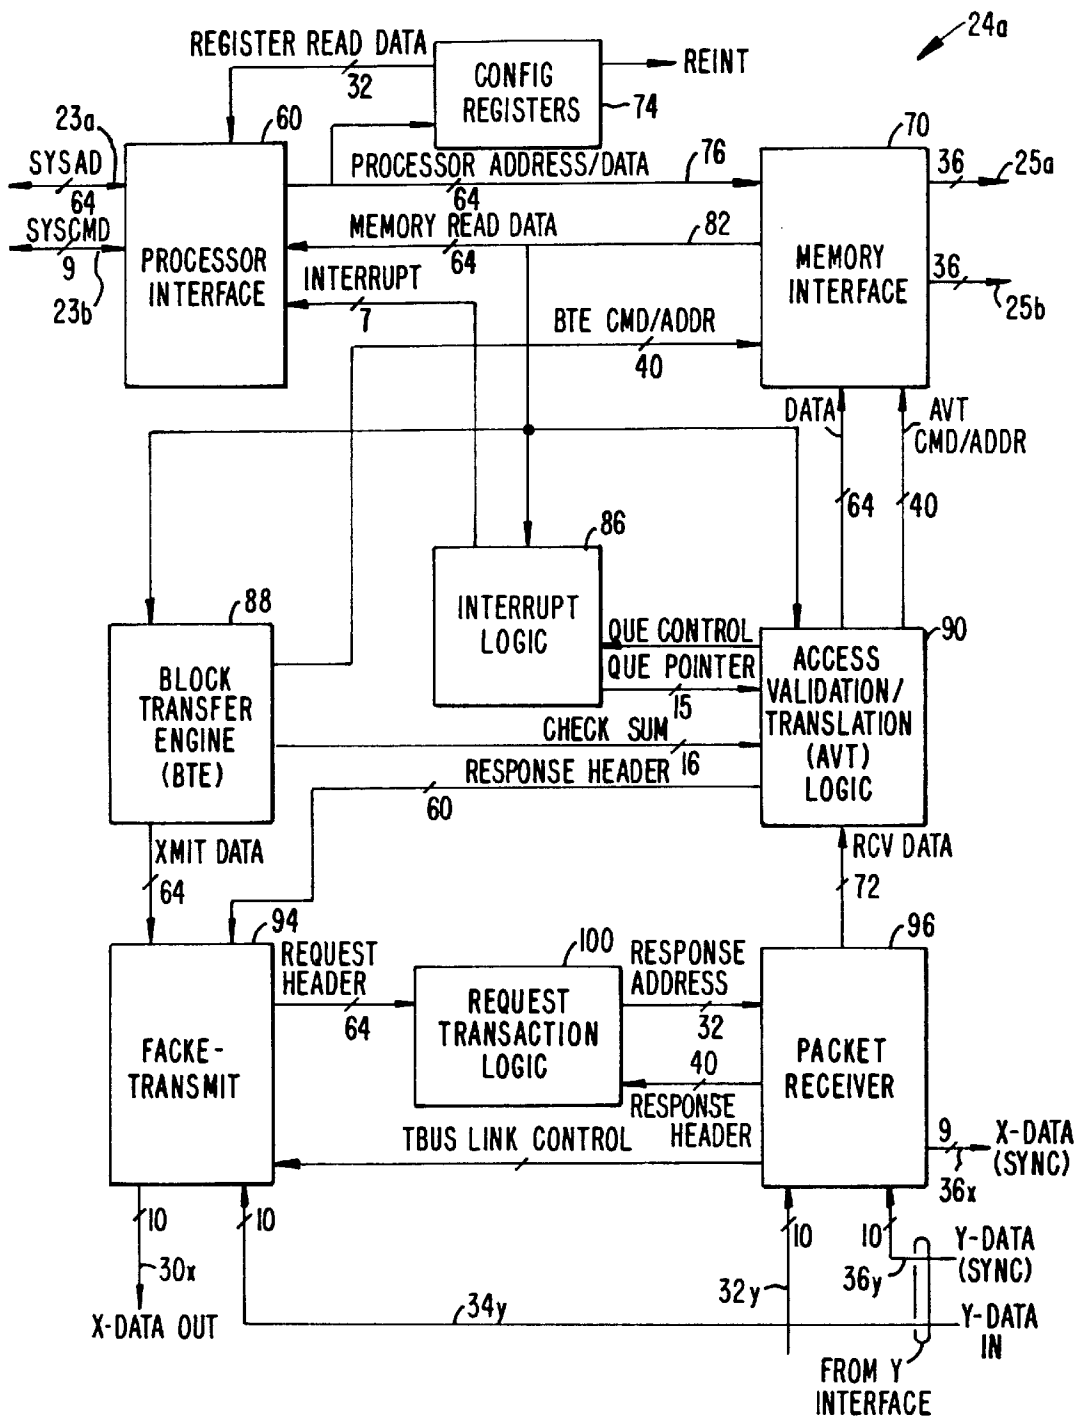 24a
REGISTER READ DATA
32
CONFIG
REGISTERS
REINT
74
23a
60
70
SYSAD
64
PROCESSOR ADDRESS/DATA
64
76
36
25a
SYSCMD
9
23b
PROCESSOR
INTERFACE
MEMORY READ DATA
64
82
MEMORY
INTERFACE
36
25b
INTERRUPT
7
BTE CMD/ADDR
40
DATA
AVT
CMD/ADDR
64
40
86
INTERRUPT
LOGIC
88
BLOCK
TRANSFER
ENGINE
(BTE)
QUE CONTROL
QUE POINTER
15
90
ACCESS
VALIDATION/
TRANSLATION
(AVT)
LOGIC
CHECK SUM
16
RESPONSE HEADER
60
XMIT DATA
64
RCV DATA
72
94
REQUEST
HEADER
64
100
REQUEST
TRANSACTION
LOGIC
RESPONSE
ADDRESS
32
96
FACKE-
TRANSMIT
PACKET
RECEIVER
40
RESPONSE
HEADER
TBUS LINK CONTROL
9
X-DATA
(SYNC)
36x
10
10
10
10
30x
X-DATA OUT
34y
32y
36y
Y-DATA
(SYNC)
Y-DATA
IN
FROM Y
INTERFACE